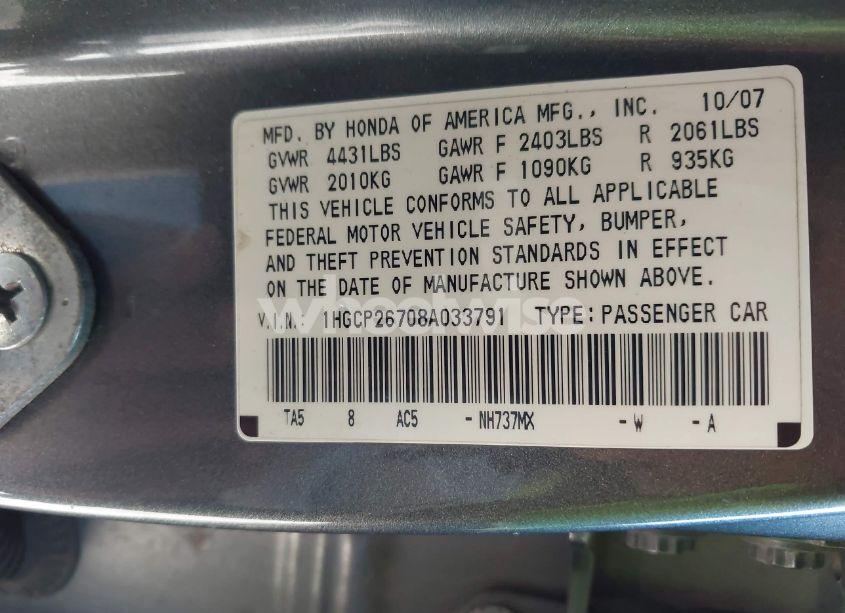 MFD. BY HONDA OF AMERICA MFG., INC. 10/07
GVWR 4431LBS GAWR F 2403LBS R 2061LBS
GVWR 2010KG GAWR F 1090KG R 935KG
THIS VEHICLE CONFORMS TO ALL APPLICABLE
FEDERAL MOTOR VEHICLE SAFETY, BUMPER,
AND THEFT PREVENTION STANDARDS IN EFFECT
ON THE DATE OF MANUFACTURE SHOWN ABOVE.
wheelwise
V.I.N.: 1HGCP26708A033791 TYPE: PASSENGER CAR
TA5 8 AC5 -NH737MX -W -A